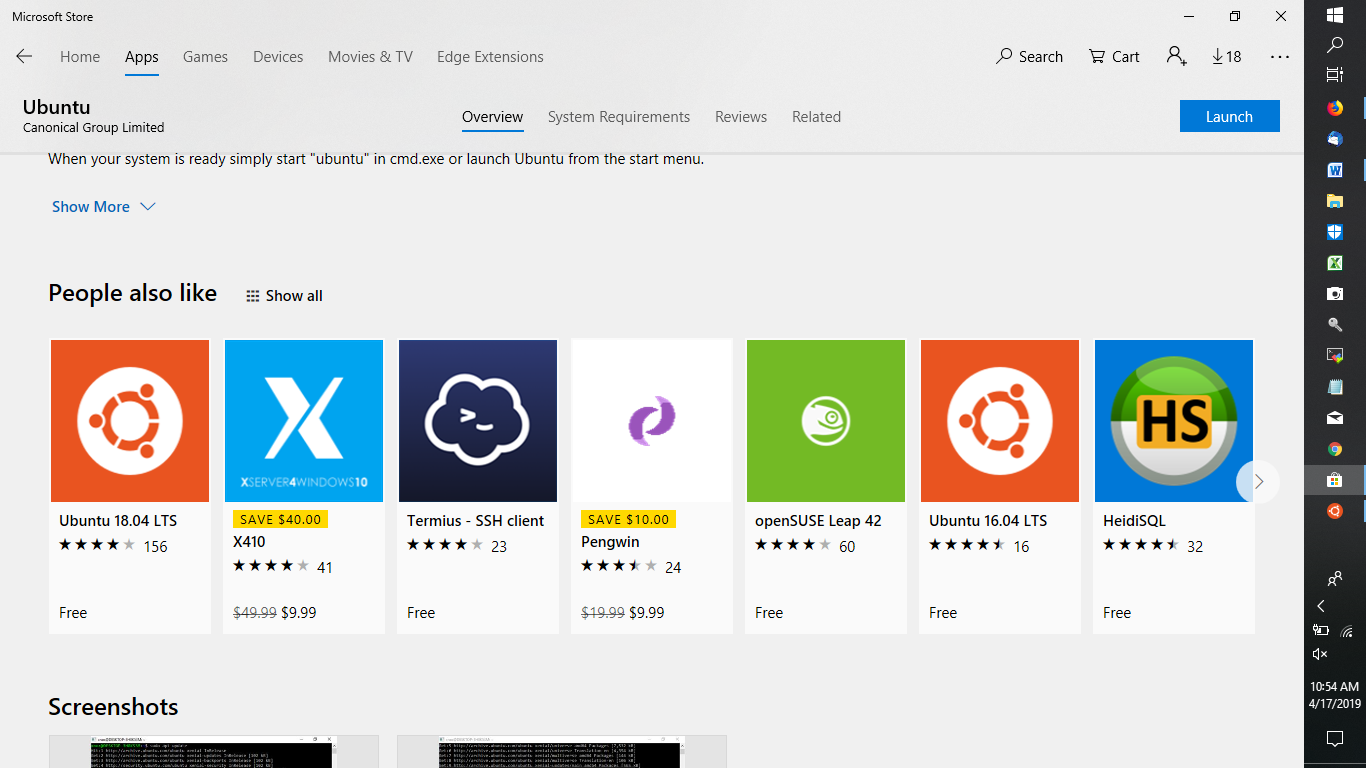 Microsoft Store
Home Apps Games Devices Movies & TV Edge Extensions Search Cart 18
Ubuntu
Canonical Group Limited
Overview System Requirements Reviews Related Launch
When your system is ready simply start "ubuntu" in cmd.exe or launch Ubuntu from the start menu.
Show More
People also like Show all
X
XSERVER4WINDOWS10
>_
HS
Ubuntu 18.04 LTS
156
Free
SAVE $40.00
X410
41
$49.99 $9.99
Termius - SSH client
23
Free
SAVE $10.00
Pengwin
24
$19.99 $9.99
openSUSE Leap 42
60
Free
Ubuntu 16.04 LTS
16
Free
HeidiSQL
32
Free
Screenshots
10:54 AM
4/17/2019